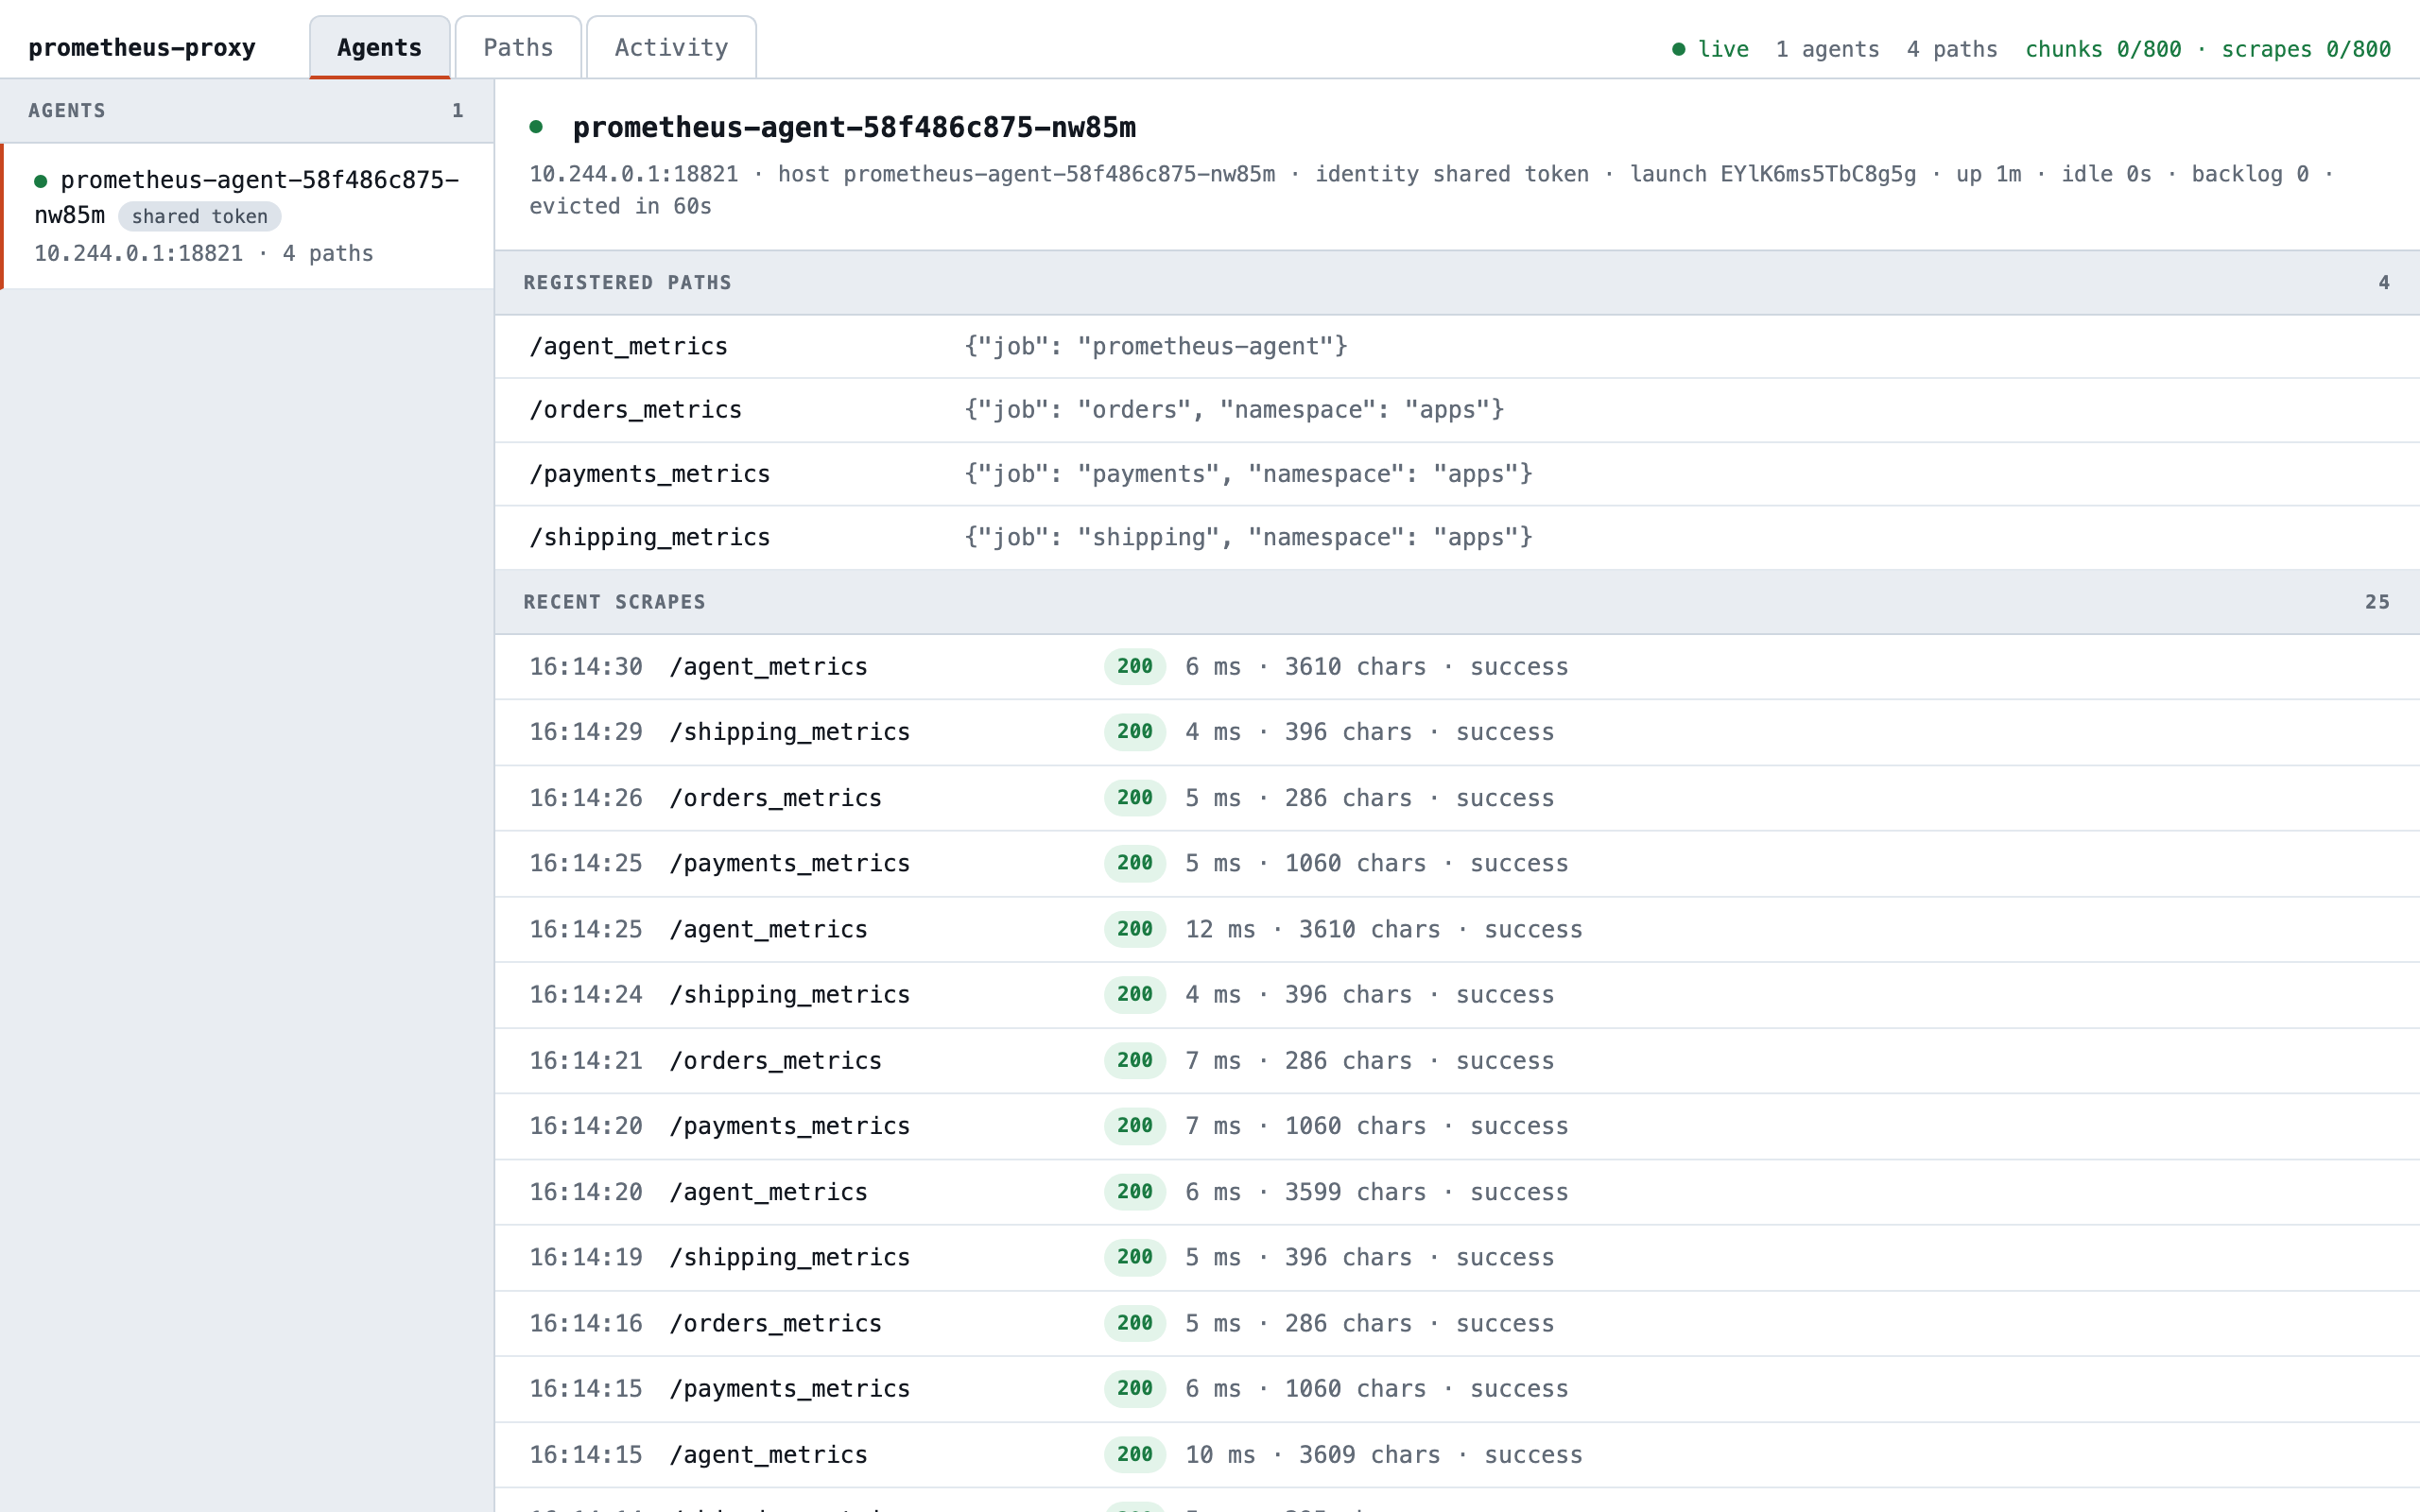 prometheus-proxy
Agents
Paths
Activity
live 1 agents 4 paths chunks 0/800 · scrapes 0/800
AGENTS 1
prometheus-agent-58f486c875-
nw85m shared token
10.244.0.1:18821 · 4 paths
prometheus-agent-58f486c875-nw85m
10.244.0.1:18821 · host prometheus-agent-58f486c875-nw85m · identity shared token · launch EYlK6ms5TbC8g5g · up 1m · idle 0s · backlog 0 ·
evicted in 60s
REGISTERED PATHS 4
/agent_metrics {"job": "prometheus-agent"}
/orders_metrics {"job": "orders", "namespace": "apps"}
/payments_metrics {"job": "payments", "namespace": "apps"}
/shipping_metrics {"job": "shipping", "namespace": "apps"}
RECENT SCRAPES 25
16:14:30 /agent_metrics 200 6 ms · 3610 chars · success
16:14:29 /shipping_metrics 200 4 ms · 396 chars · success
16:14:26 /orders_metrics 200 5 ms · 286 chars · success
16:14:25 /payments_metrics 200 5 ms · 1060 chars · success
16:14:25 /agent_metrics 200 12 ms · 3610 chars · success
16:14:24 /shipping_metrics 200 4 ms · 396 chars · success
16:14:21 /orders_metrics 200 7 ms · 286 chars · success
16:14:20 /payments_metrics 200 7 ms · 1060 chars · success
16:14:20 /agent_metrics 200 6 ms · 3599 chars · success
16:14:19 /shipping_metrics 200 5 ms · 396 chars · success
16:14:16 /orders_metrics 200 5 ms · 286 chars · success
16:14:15 /payments_metrics 200 6 ms · 1060 chars · success
16:14:15 /agent_metrics 200 10 ms · 3609 chars · success